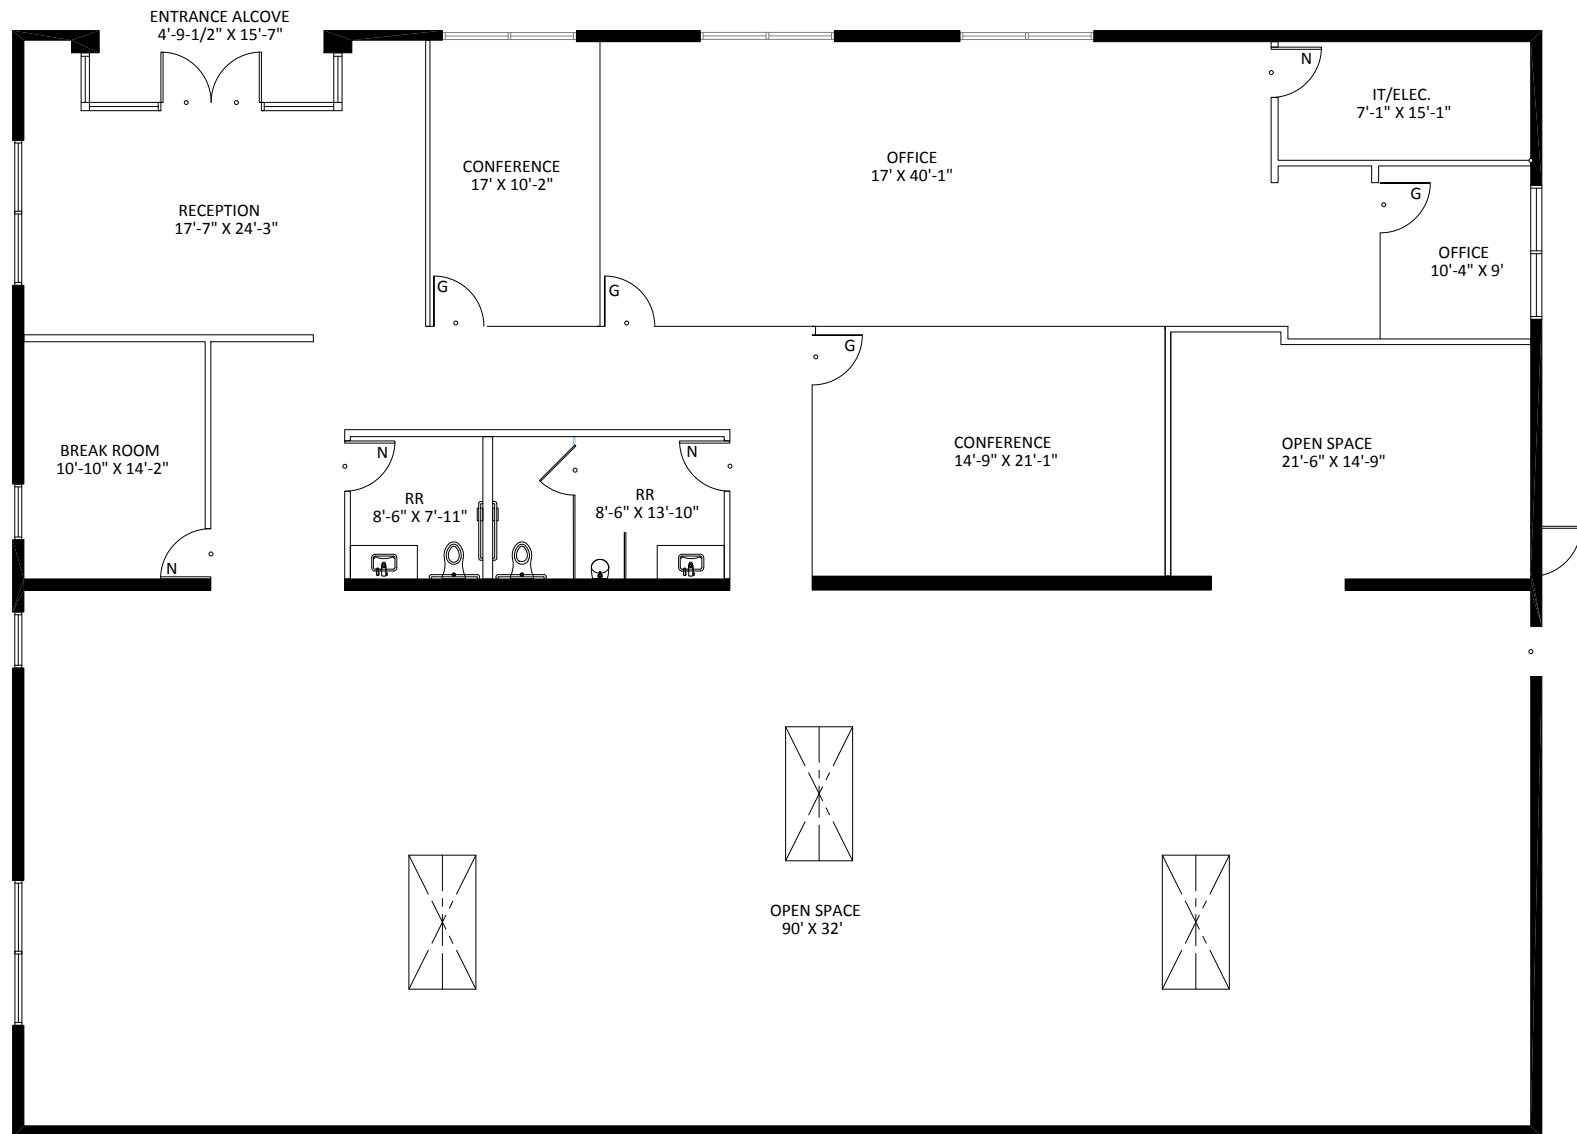 ENTRANCE ALCOVE
4'-9-1/2" X 15'-7"
N
IT/ELEC.
7'-1" X 15'-1"
CONFERENCE
17' X 10'-2"
OFFICE
17' X 40'-1"
RECEPTION
17'-7" X 24'-3"
G
OFFICE
10'-4" X 9'
G
G
G
BREAK ROOM
10'-10" X 14'-2"
N
N
CONFERENCE
14'-9" X 21'-1"
OPEN SPACE
21'-6" X 14'-9"
RR
8'-6" X 7'-11"
RR
8'-6" X 13'-10"
N
OPEN SPACE
90' X 32'